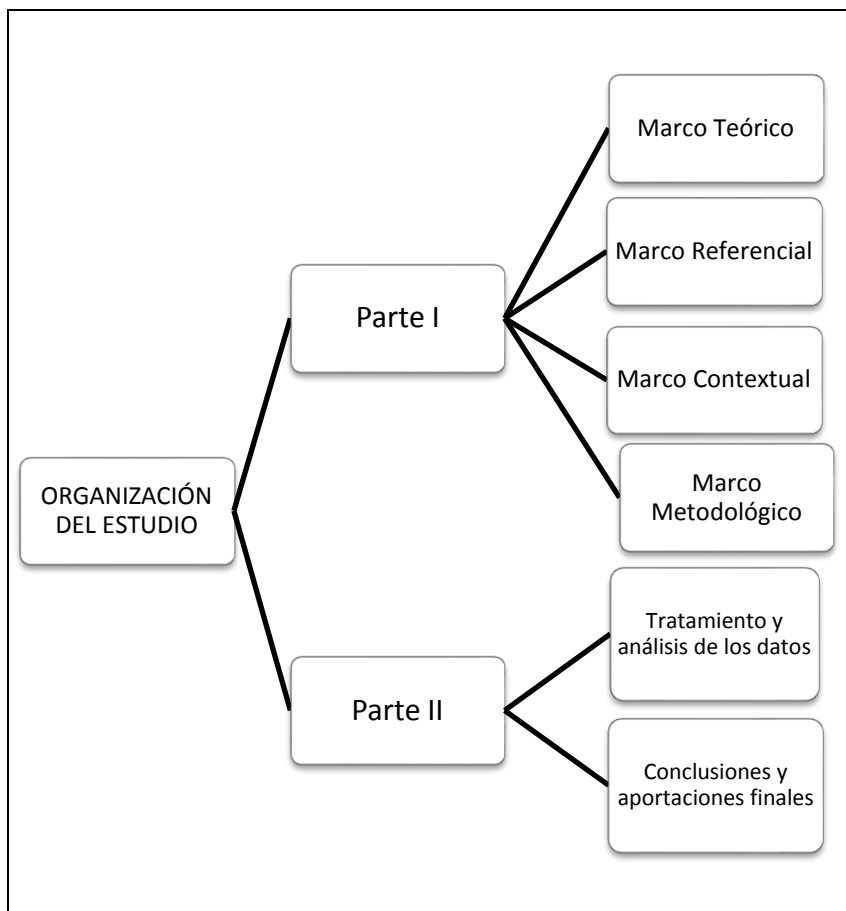 Marco Teórico
Marco Referencial
Parte I
Marco Contextual
Marco
Metodológico
ORGANIZACIÓN
DEL ESTUDIO
Tratamiento y
análisis de los datos
Parte II
Conclusiones y
aportaciones finales